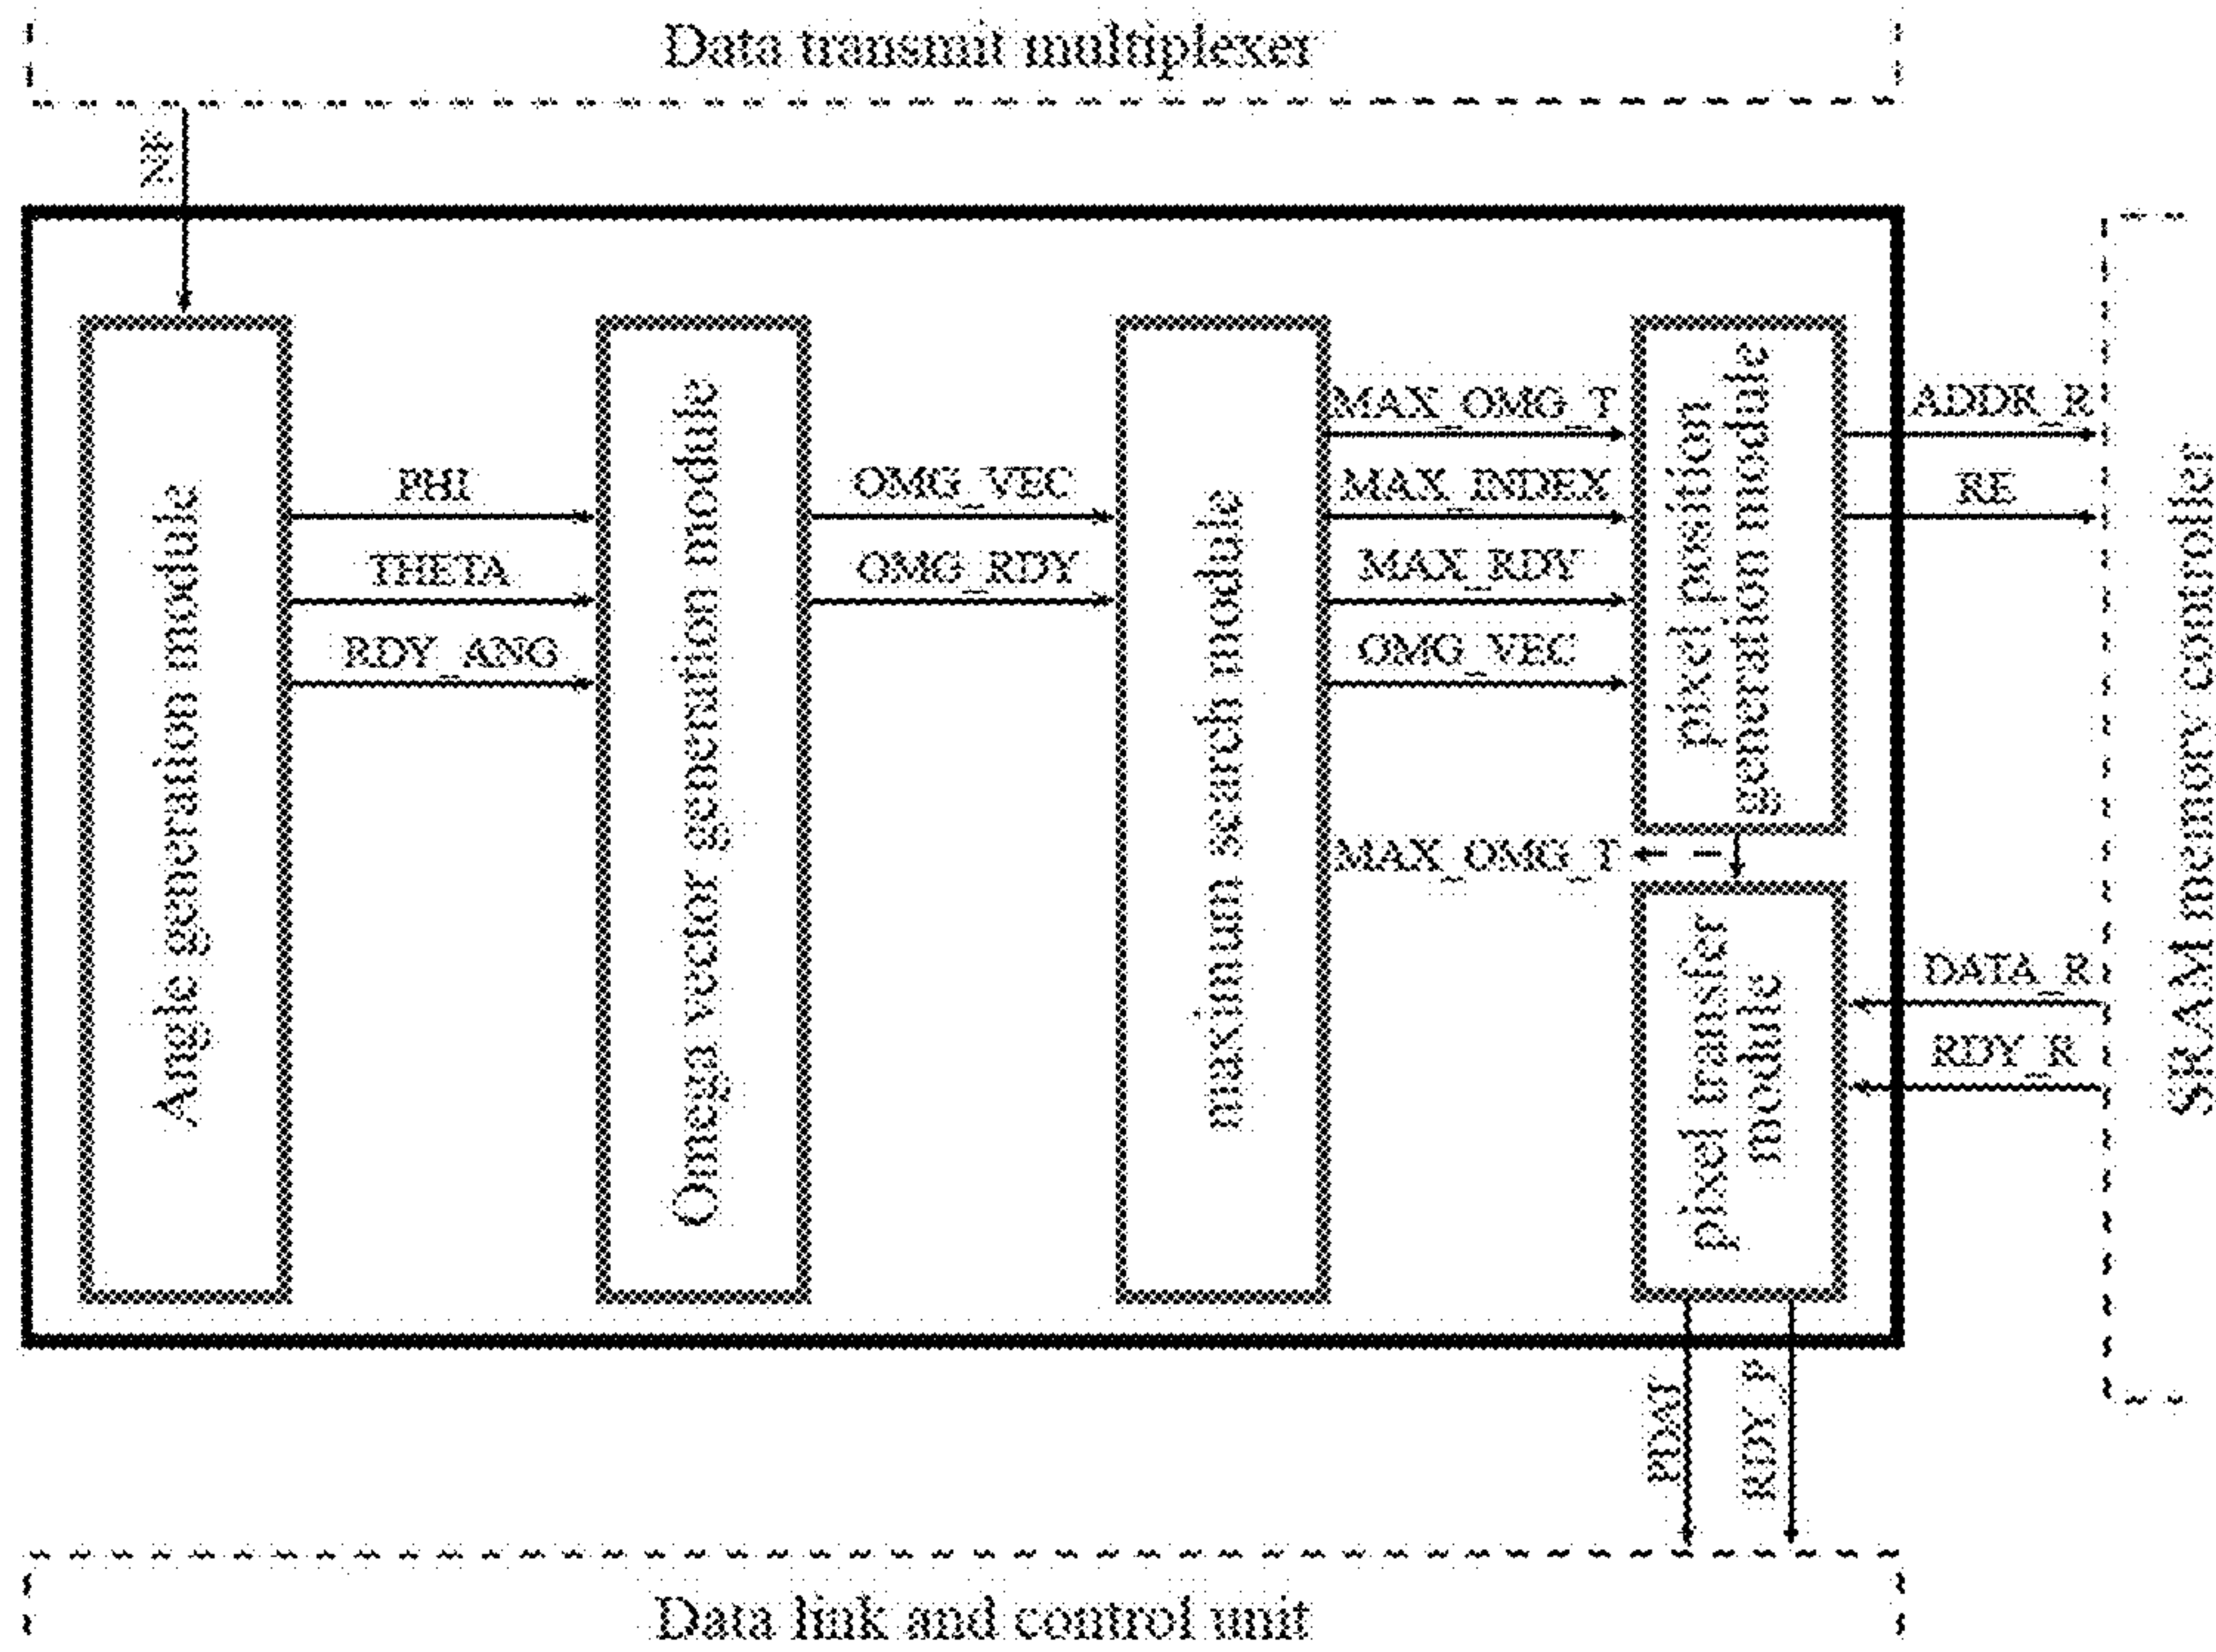 Data transmit multiplexer
NP
Angle generation module
PHI
THETA
RDY_ANG
Omega vector generation module
OMG_VEC
OMG_RDY
maximum search module
MAX_OMG_T
MAX_INDEX
MAX_RDY
OMG_VEC
pixel position
generation module
ADDR_R
RE
MAX_OMG_T
pixel transfer
module
DATA_R
RDY_R
SRAM memory controller
PDAT
RDY_P
Data link and control unit